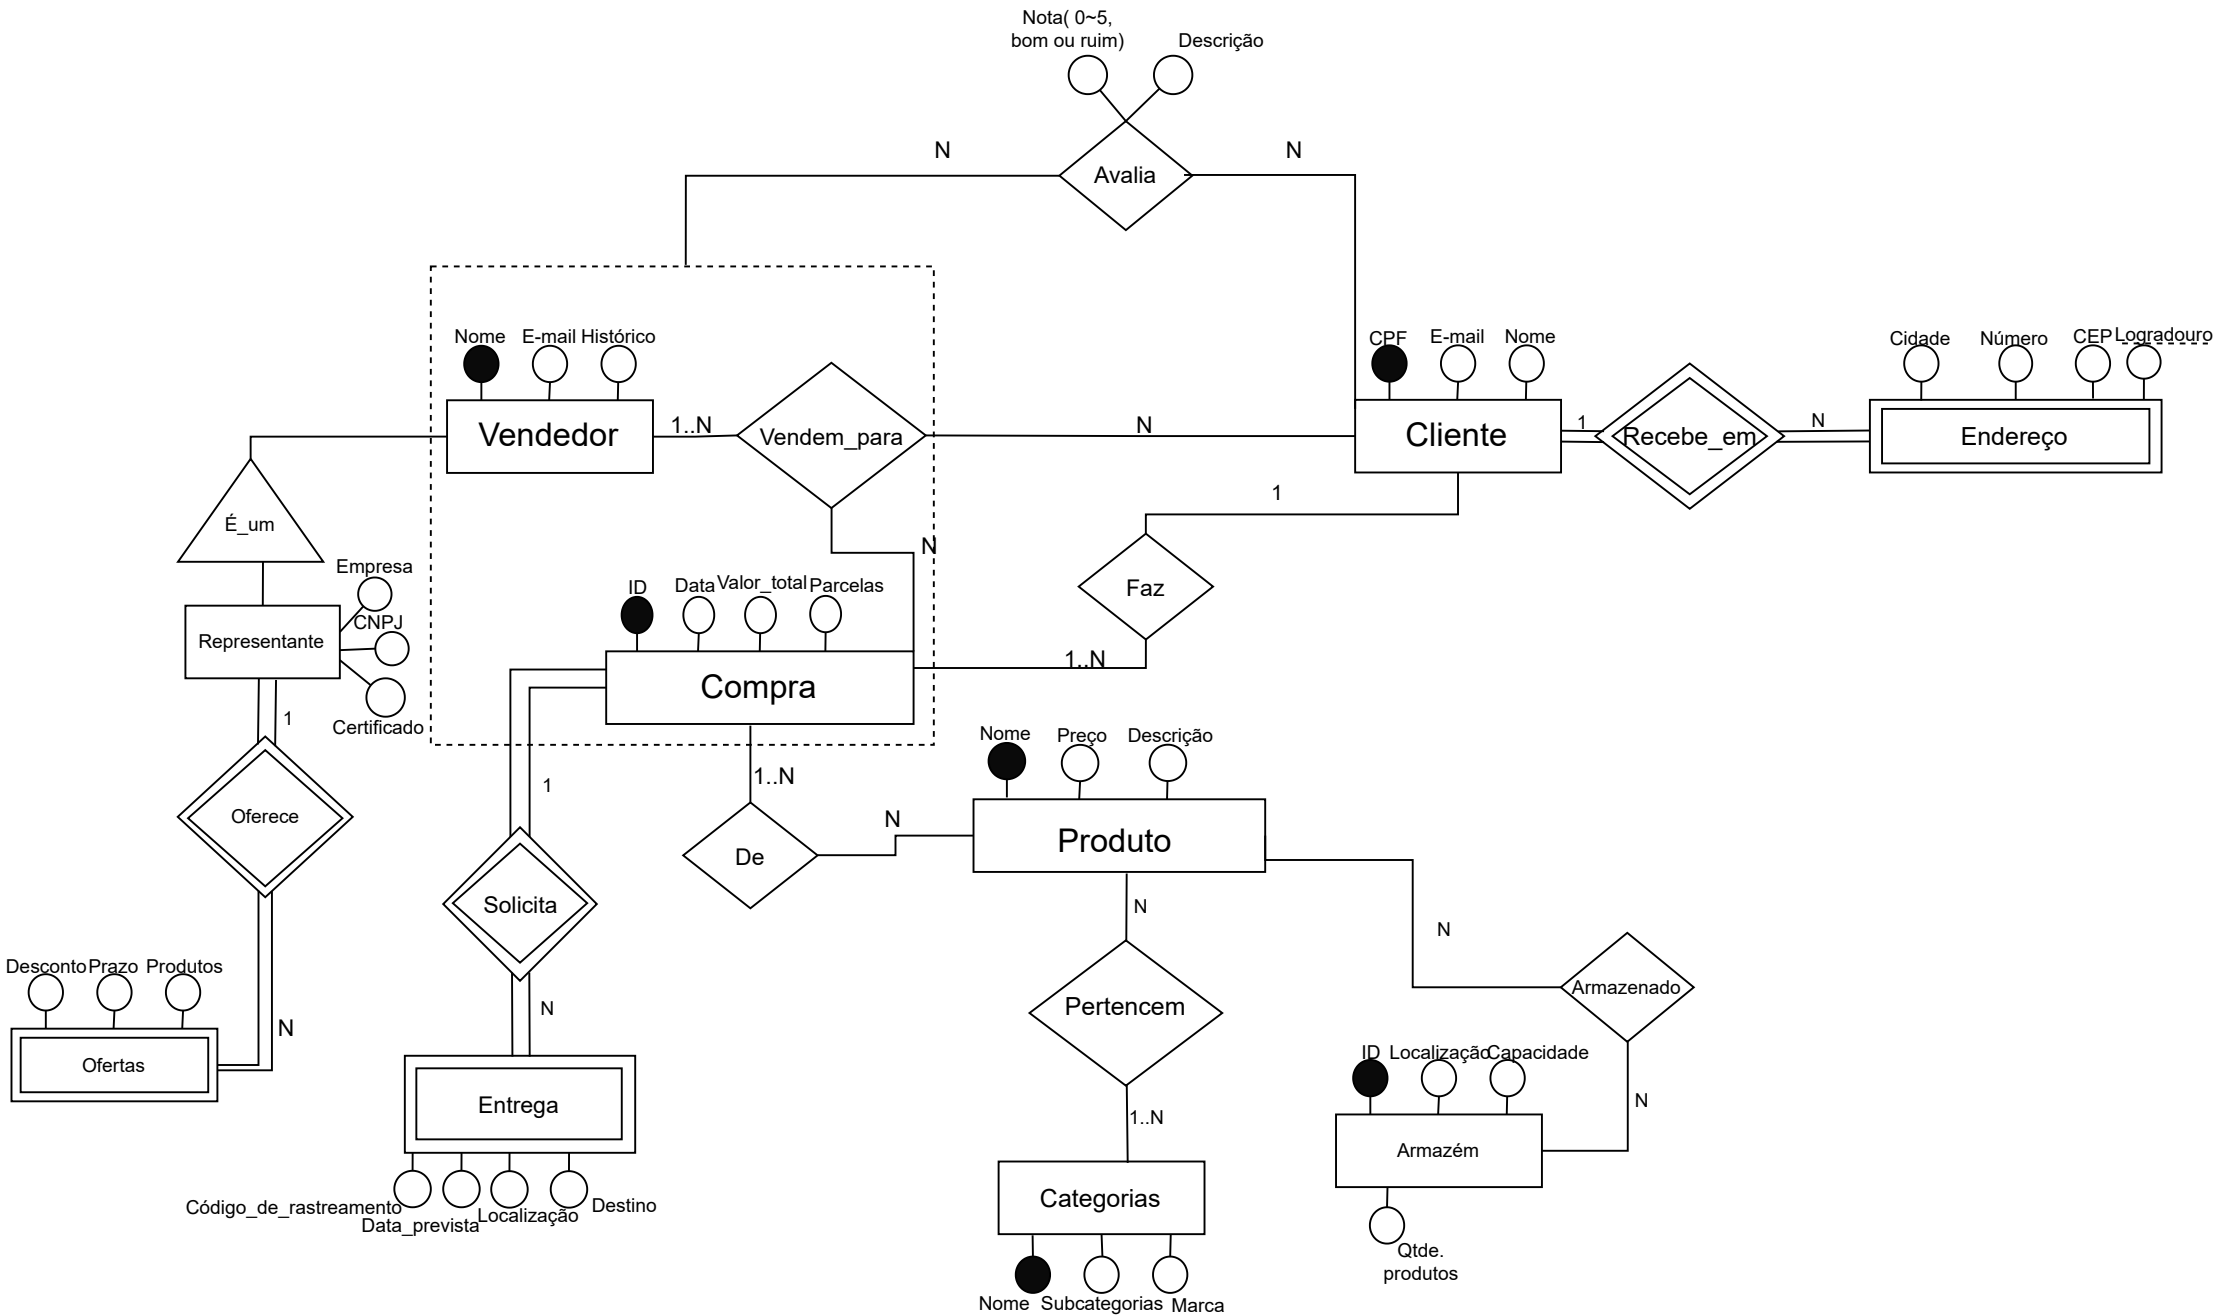 Nota( 0~5,
bom ou ruim)
Descrição
N
Avalia
N
Nome
E-mail
Histórico
CPF
E-mail
Nome
Cidade
Número
CEP
Logradouro
Vendedor
1..N
Vendem_para
N
Cliente
1
Recebe_em
N
Endereço
1
É_um
N
Empresa
ID
Data
Valor_total
Parcelas
Faz
CNPJ
Representante
1..N
Compra
1
Certificado
Nome
Preço
Descrição
1
1..N
Oferece
N
Produto
De
Solicita
N
N
Desconto
Prazo
Produtos
Armazenado
N
N
Pertencem
Ofertas
ID
Localização
Capacidade
Entrega
1..N
N
Armazém
Código_de_rastreamento
Data_prevista
Localização
Destino
Categorias
Qtde.
produtos
Nome
Subcategorias
Marca